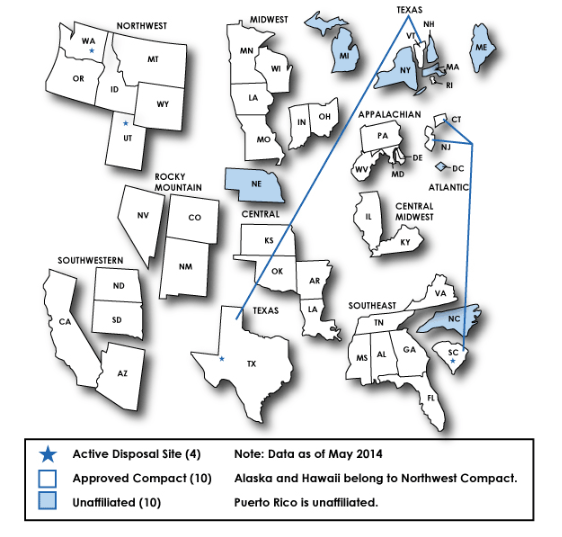 TEXAS
NORTHWEST
MIDWEST
NH
VT
WA
MN
MI
ME
MT
WI
NY
MA
OR
ID
RI
LA
WY
IN
OH
APPALACHIAN
CT
UT
MO
PA
NJ
DE
WV
MD
DC
ROCKY
MOUNTAIN
NE
ATLANTIC
NV
CO
CENTRAL
IL
CENTRAL
MIDWEST
KS
KY
SOUTHWESTERN
NM
OK
AR
ND
VA
CA
SD
TEXAS
LA
SOUTHEAST
TN
NC
MS
AL
GA
SC
AZ
TX
FL
Active Disposal Site (4) Note: Data as of May 2014
Approved Compact (10) Alaska and Hawaii belong to Northwest Compact.
Unaffiliated (10) Puerto Rico is unaffiliated.